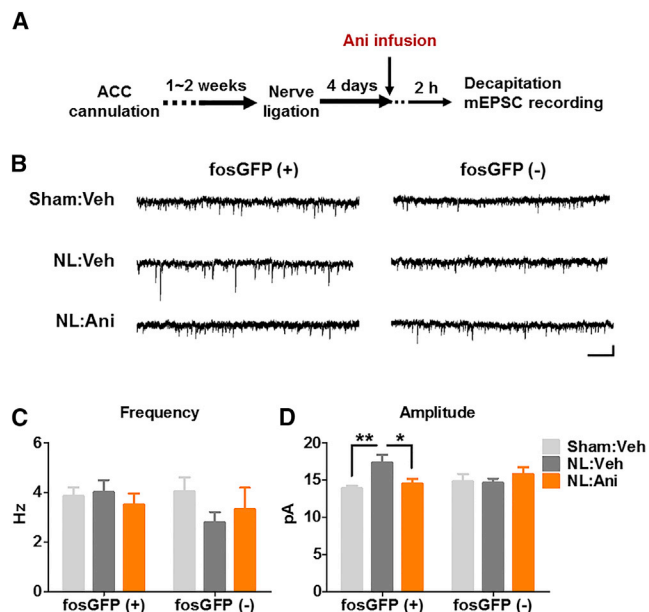 A
Ani infusion
ACC
cannulation
1~2 weeks
Nerve
ligation
4 days
2 h
Decapitation
mEPSC recording
B
fosGFP (+)
fosGFP (-)
Sham:Veh
NL:Veh
NL:Ani
C
Frequency
6
4
2
0
Hz
fosGFP (+)
fosGFP (-)
D
Amplitude
20
15
10
5
0
pA
**
*
fosGFP (+)
fosGFP (-)
Sham:Veh
NL:Veh
NL:Ani